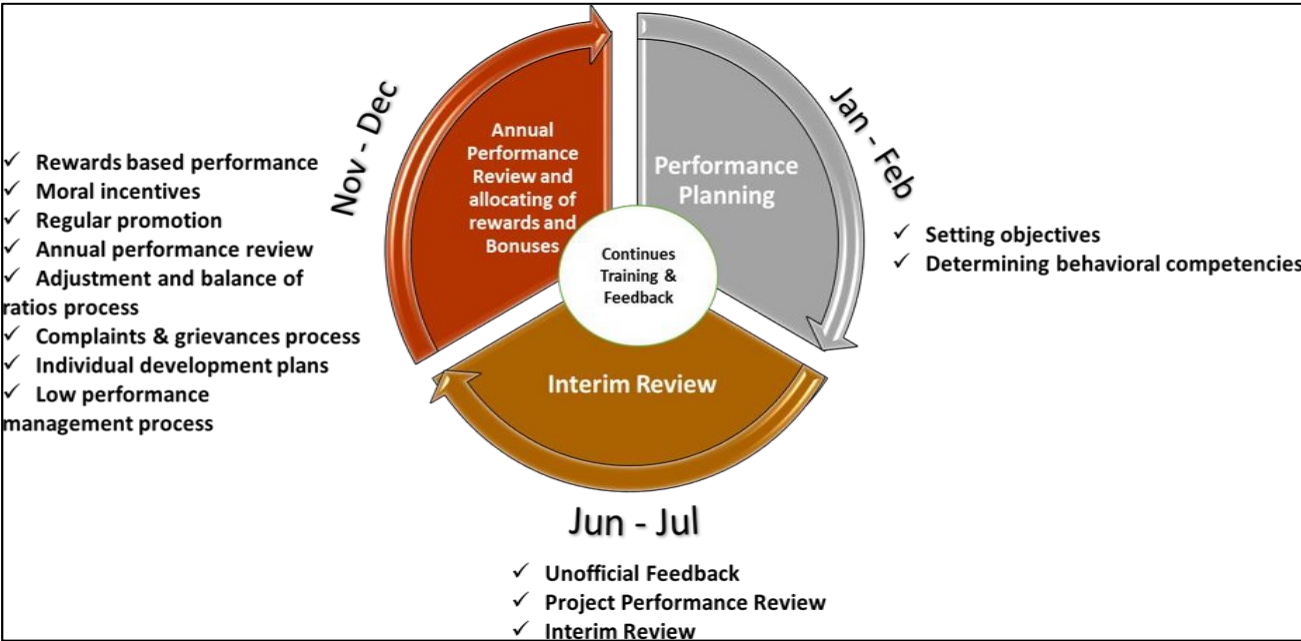 Nov - Dec
✓ Rewards based performance
✓ Moral incentives
✓ Regular promotion
✓ Annual performance review
✓ Adjustment and balance of
ratios process
✓ Complaints & grievances process
✓ Individual development plans
✓ Low performance
management process
Annual
Performance
Review and
allocating of
rewards and
Bonuses
Performance
Planning
Continues
Training &
Feedback
Interim Review
Jan - Feb
✓ Setting objectives
✓ Determining behavioral competencies
Jun - Jul
✓ Unofficial Feedback
✓ Project Performance Review
✓ Interim Review